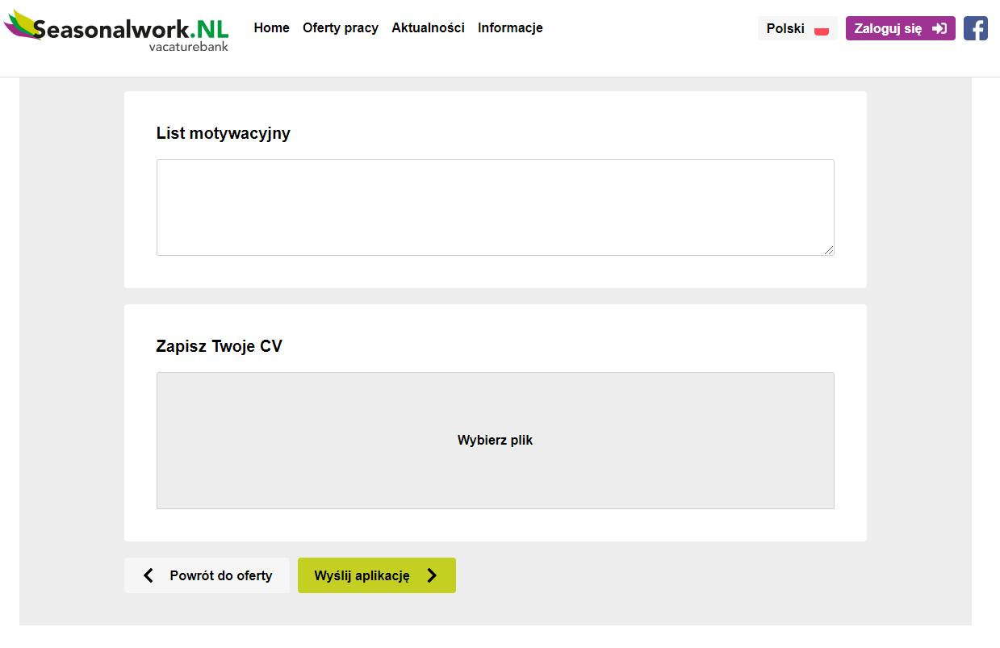 Seasonalwork.NL
vacaturebank
Home Oferty pracy Aktualności Informacje
Polski
Zaloguj się
List motywacyjny
Zapisz Twoje CV
Wybierz plik
Powrót do oferty
Wyślij aplikację